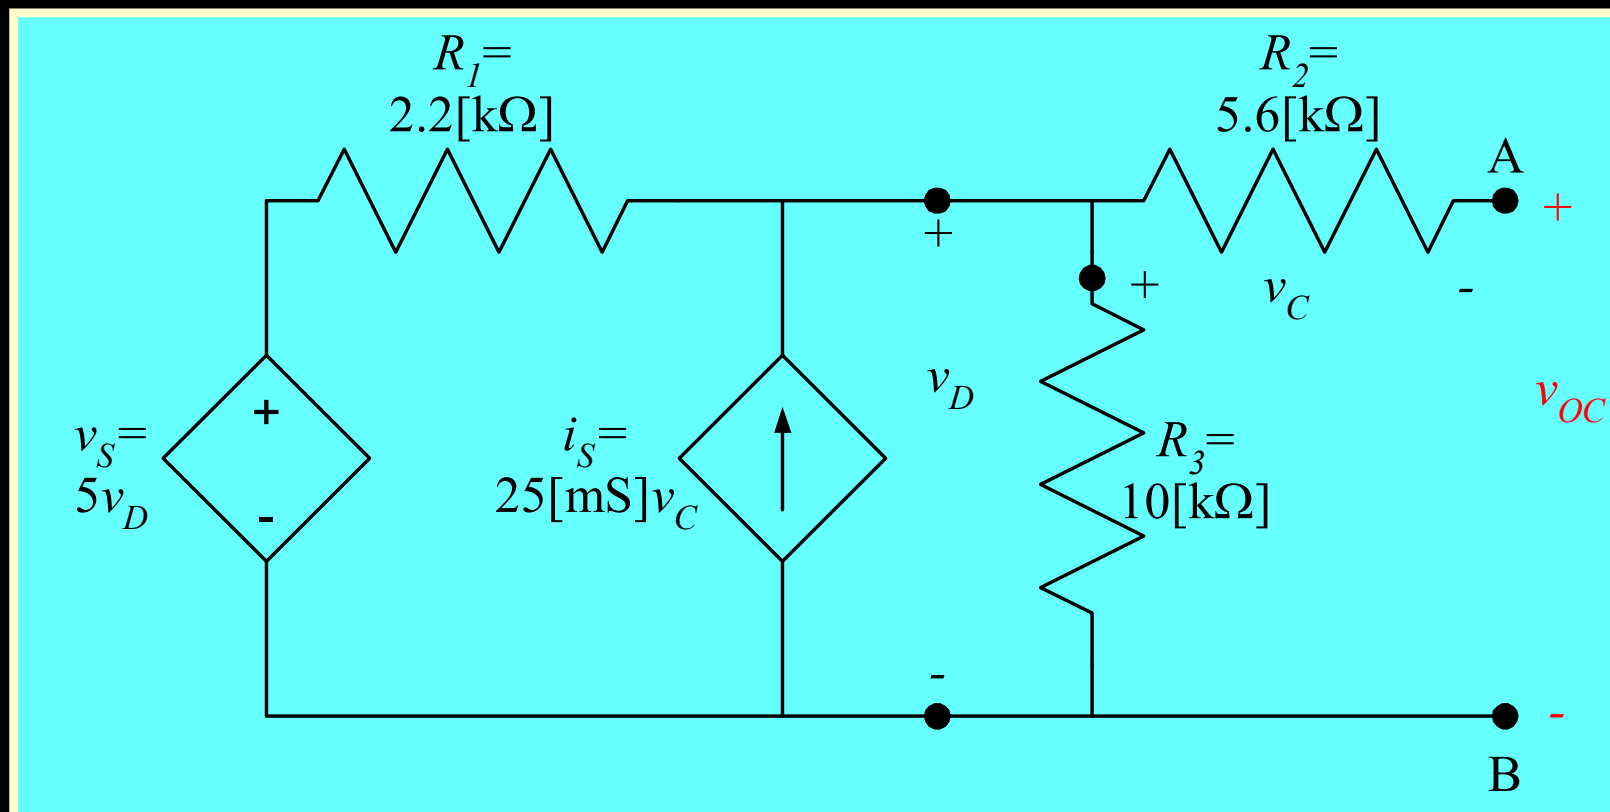 R1=
2.2[kΩ]
R2=
5.6[kΩ]
A
+
+
+
vC
-
vD
vOC
+
vS=
5vD
-
iS=
25[mS]vC
R3=
10[kΩ]
-
-
B